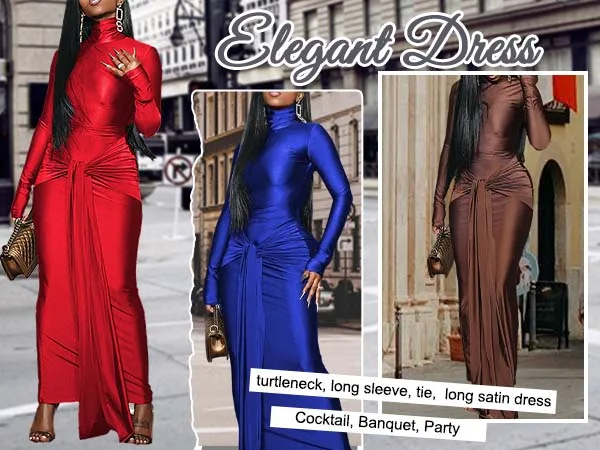 Elegant Dress
turtleneck, long sleeve, tie, long satin dress
Cocktail, Banquet, Party